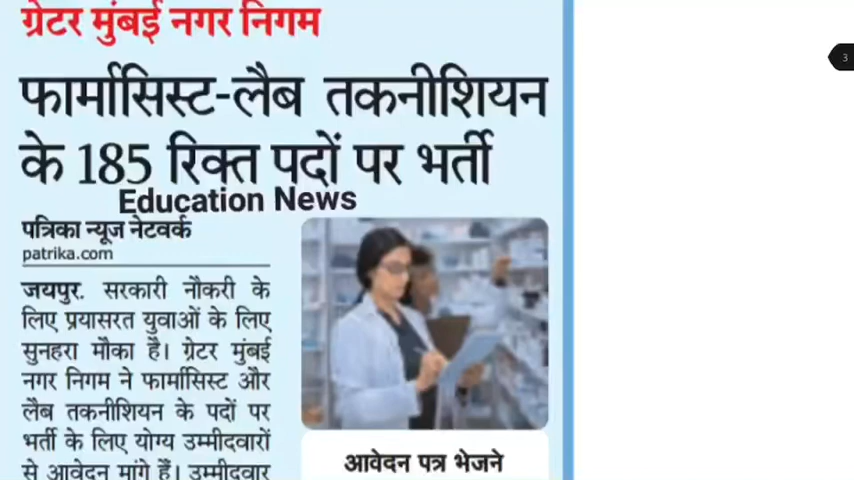 ग्रेटर मुंबई नगर निगम
फार्मासिस्ट-लैब तकनीशियन
के 185 रिक्त पदों पर भर्ती
Education News
पत्रिका न्यूज नेटवर्क
patrika.com
जयपुर. सरकारी नौकरी के
लिए प्रयासरत युवाओं के लिए
सुनहरा मौका है। ग्रेटर मुंबई
नगर निगम ने फार्मासिस्ट और
लैब तकनीशियन के पदों पर
भर्ती के लिए योग्य उम्मीदवारों
से आवेदन मांगे हैं। उम्मीदवार
आवेदन पत्र भेजने
3